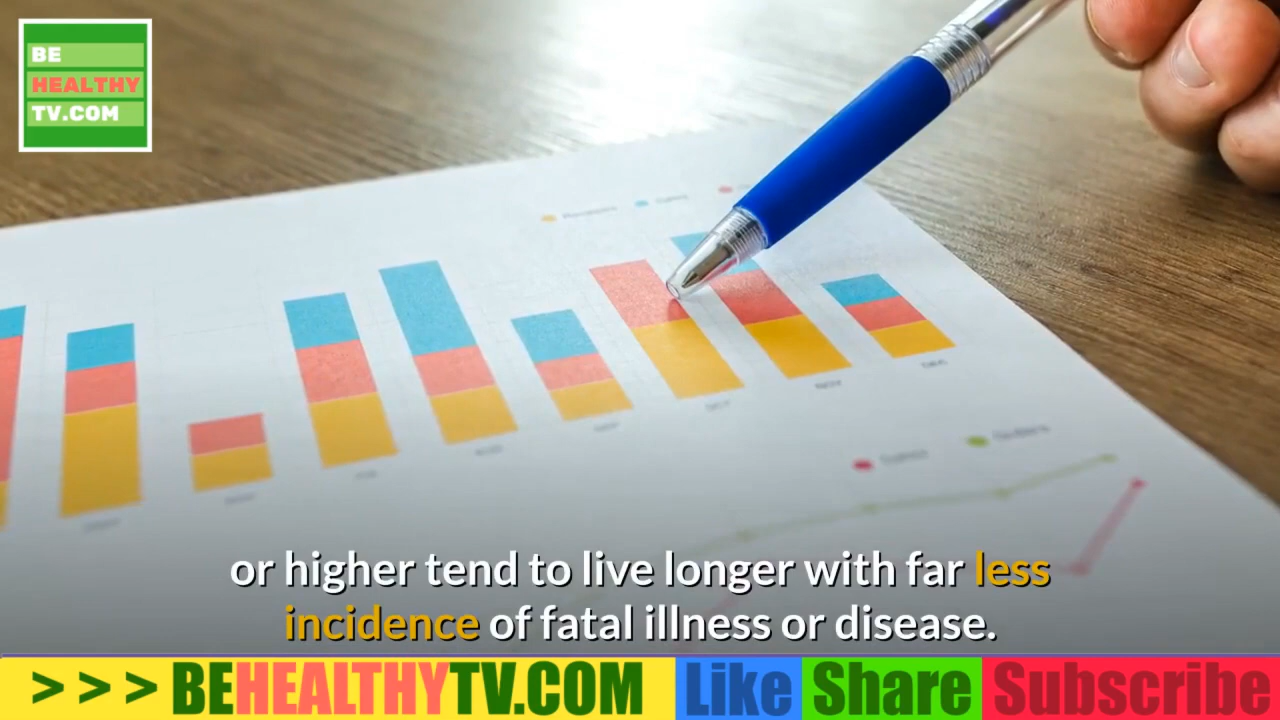 BE
HEALTHY
TV.COM
NOV
or higher tend to live longer with far less
incidence of fatal illness or disease.
> > > BEHEALTHYTV.COM Like Share Subscribe